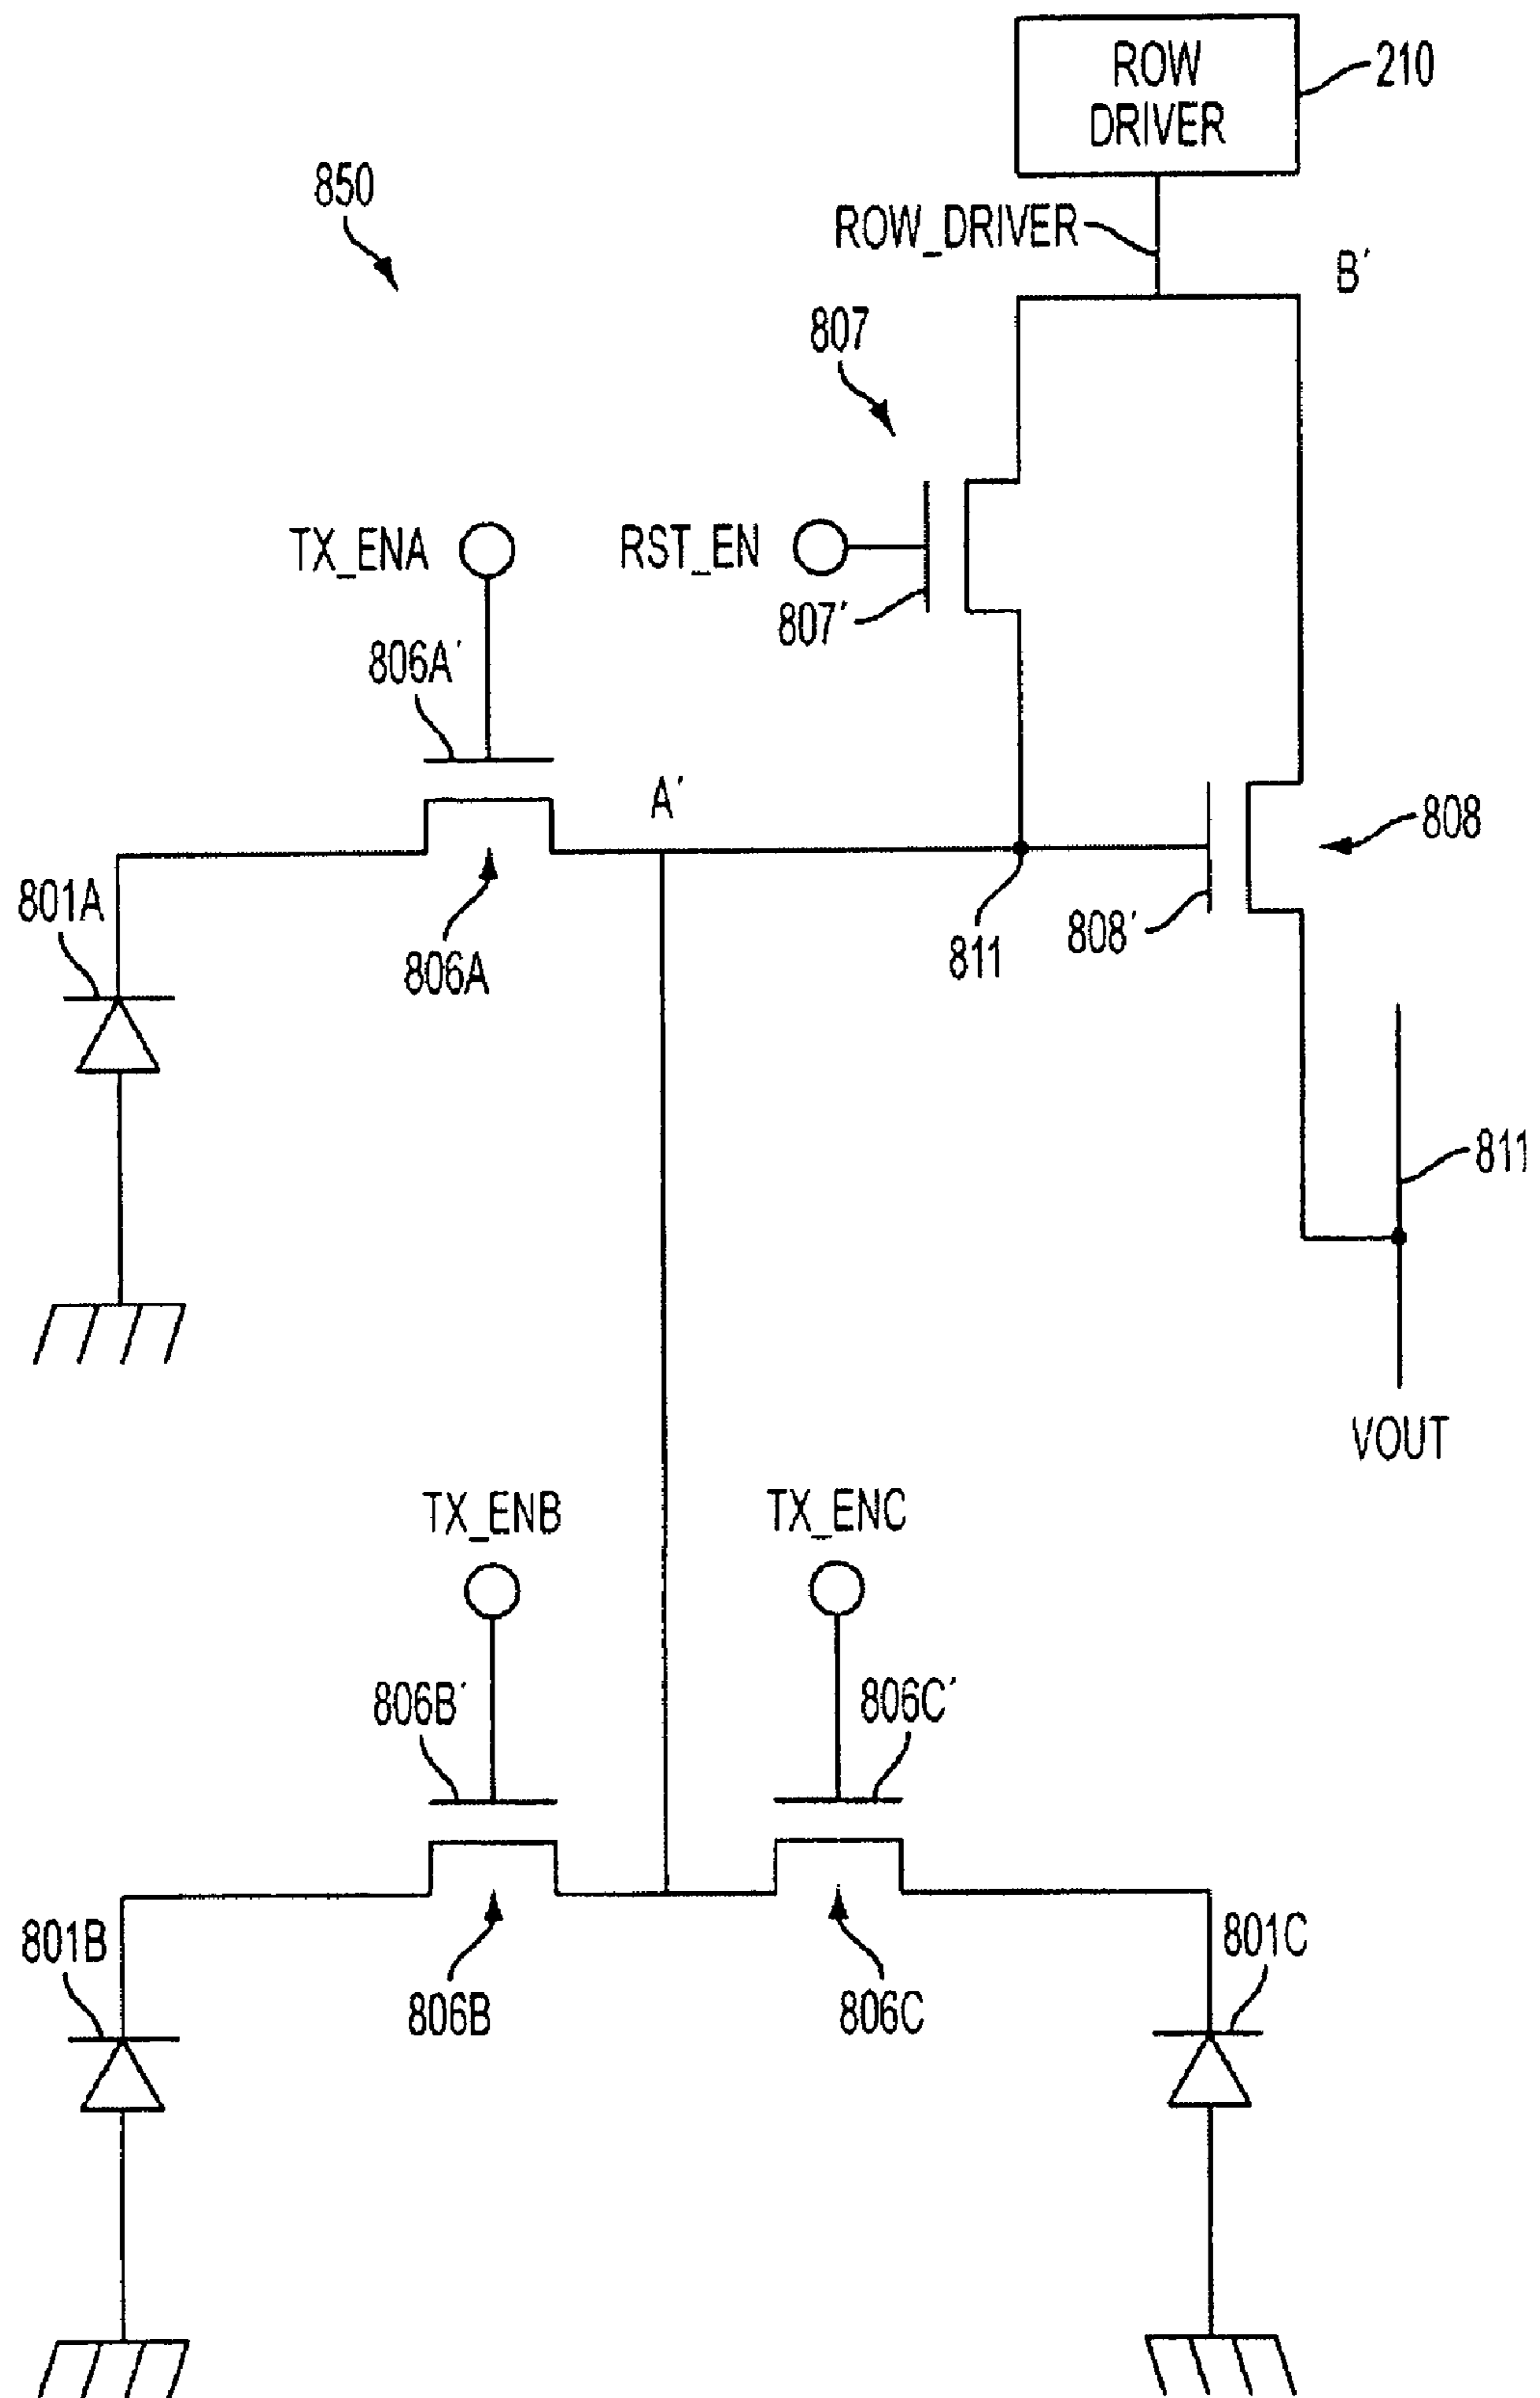 ROW
DRIVER
210
850
ROW_DRIVER
B′
807
TX_ENA
RST_EN
807′
806A′
A′
808
801A
806A
811
808′
811
VOUT
TX_ENB
TX_ENC
806B′
806C′
801B
801C
806B
806C